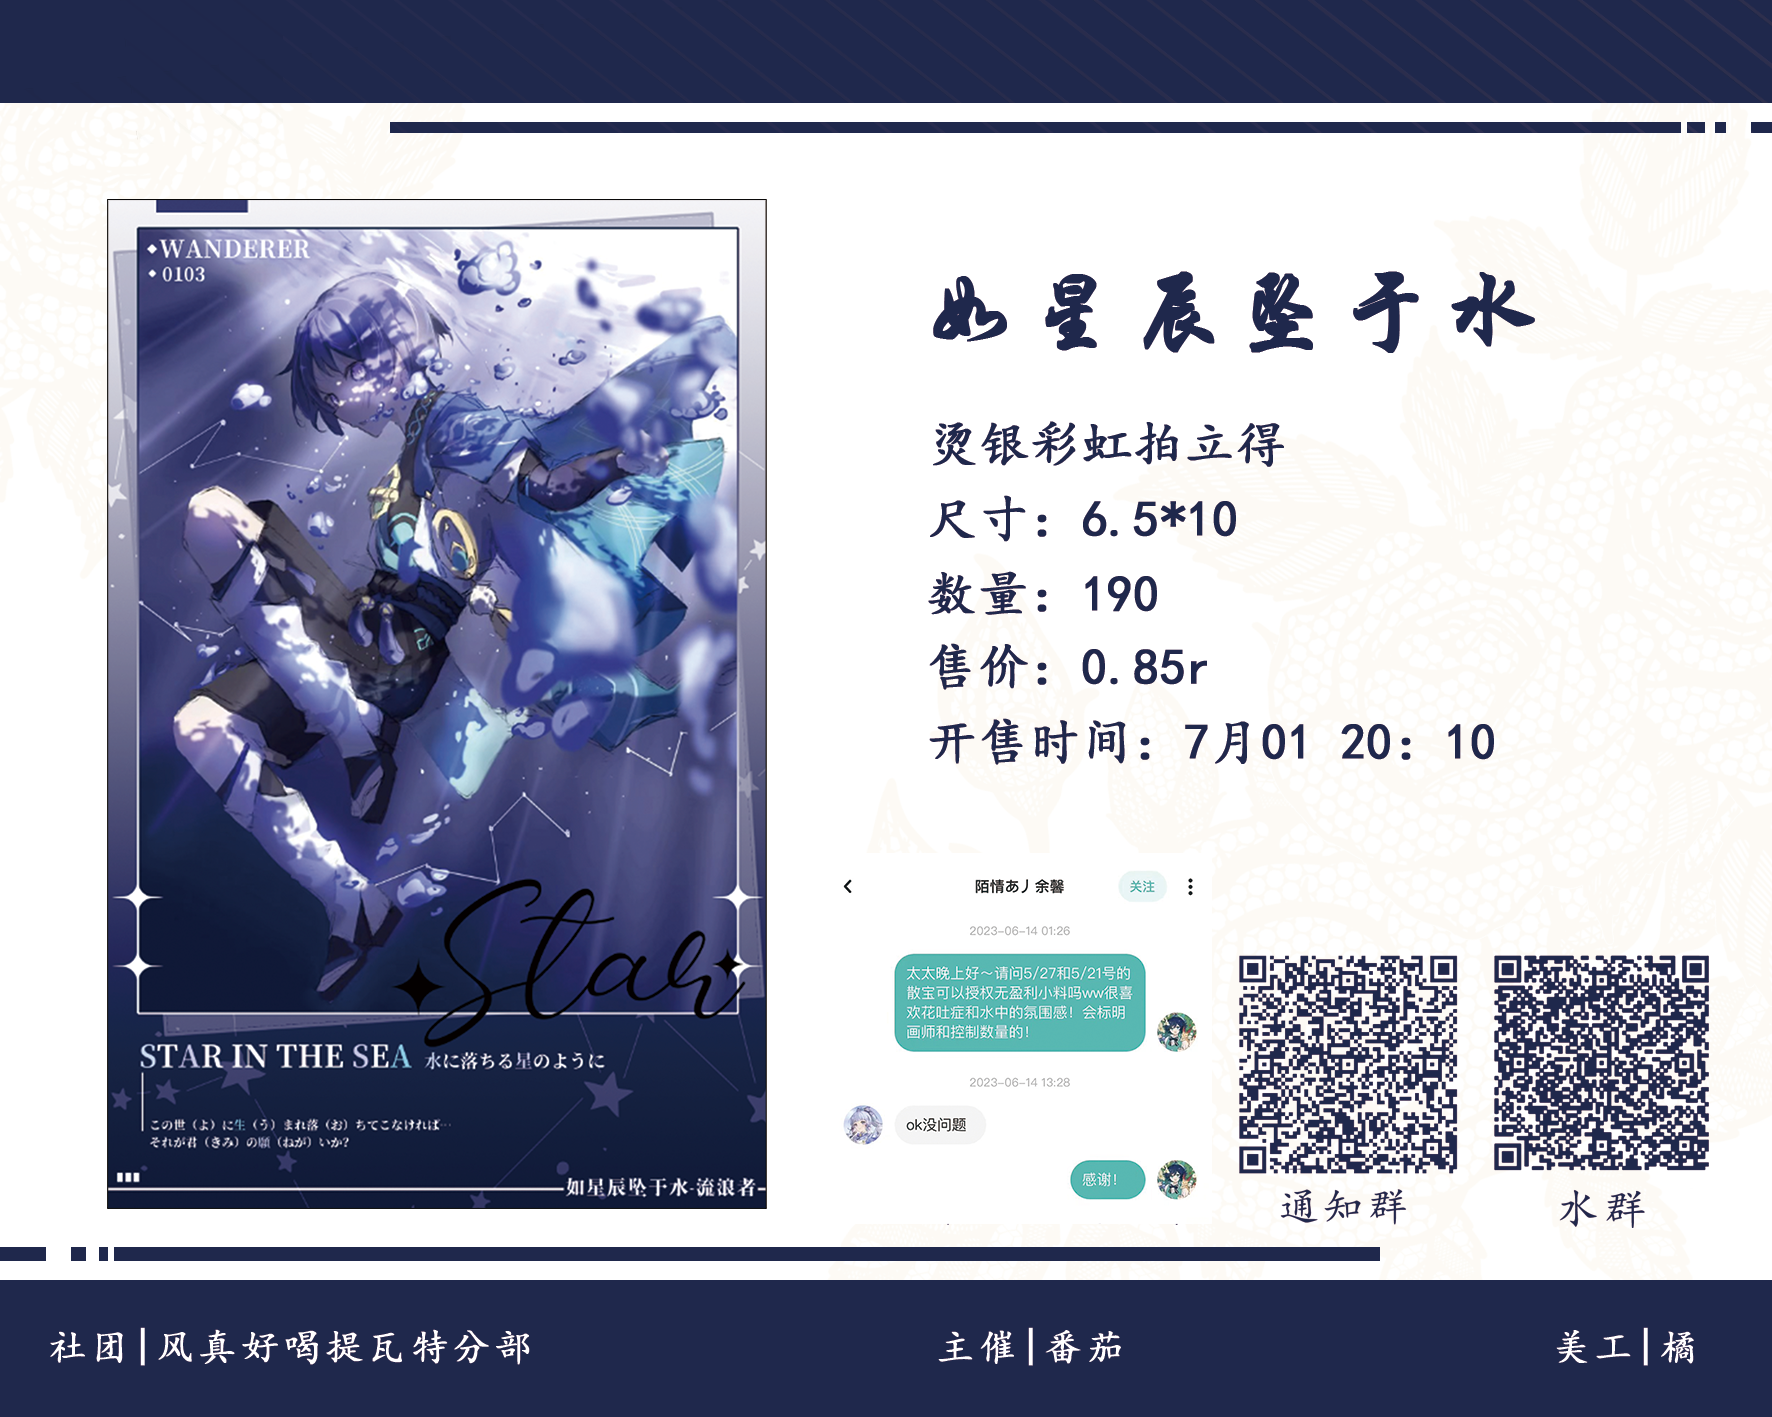 WANDERER
0103
Star
STAR IN THE SEA 水に落ちる星のように
この世（よ）に生（う）まれ落（お）ちてこなければ…
それが君（きみ）の願（ねが）いか?
如星辰坠于水-流浪者-
如星辰坠于水
烫银彩虹拍立得
尺寸：6.5*10
数量：190
售价：0.85r
开售时间：7月01 20：10
陌情あ丿余馨
关注
2023-06-14 01:26
太太晚上好～请问5/27和5/21号的
散宝可以授权无盈利小料吗ww很喜
欢花吐症和水中的氛围感！会标明
画师和控制数量的！
2023-06-14 13:28
ok没问题
感谢！
通知群
水群
社团|风真好喝提瓦特分部
主催|番茄
美工|橘